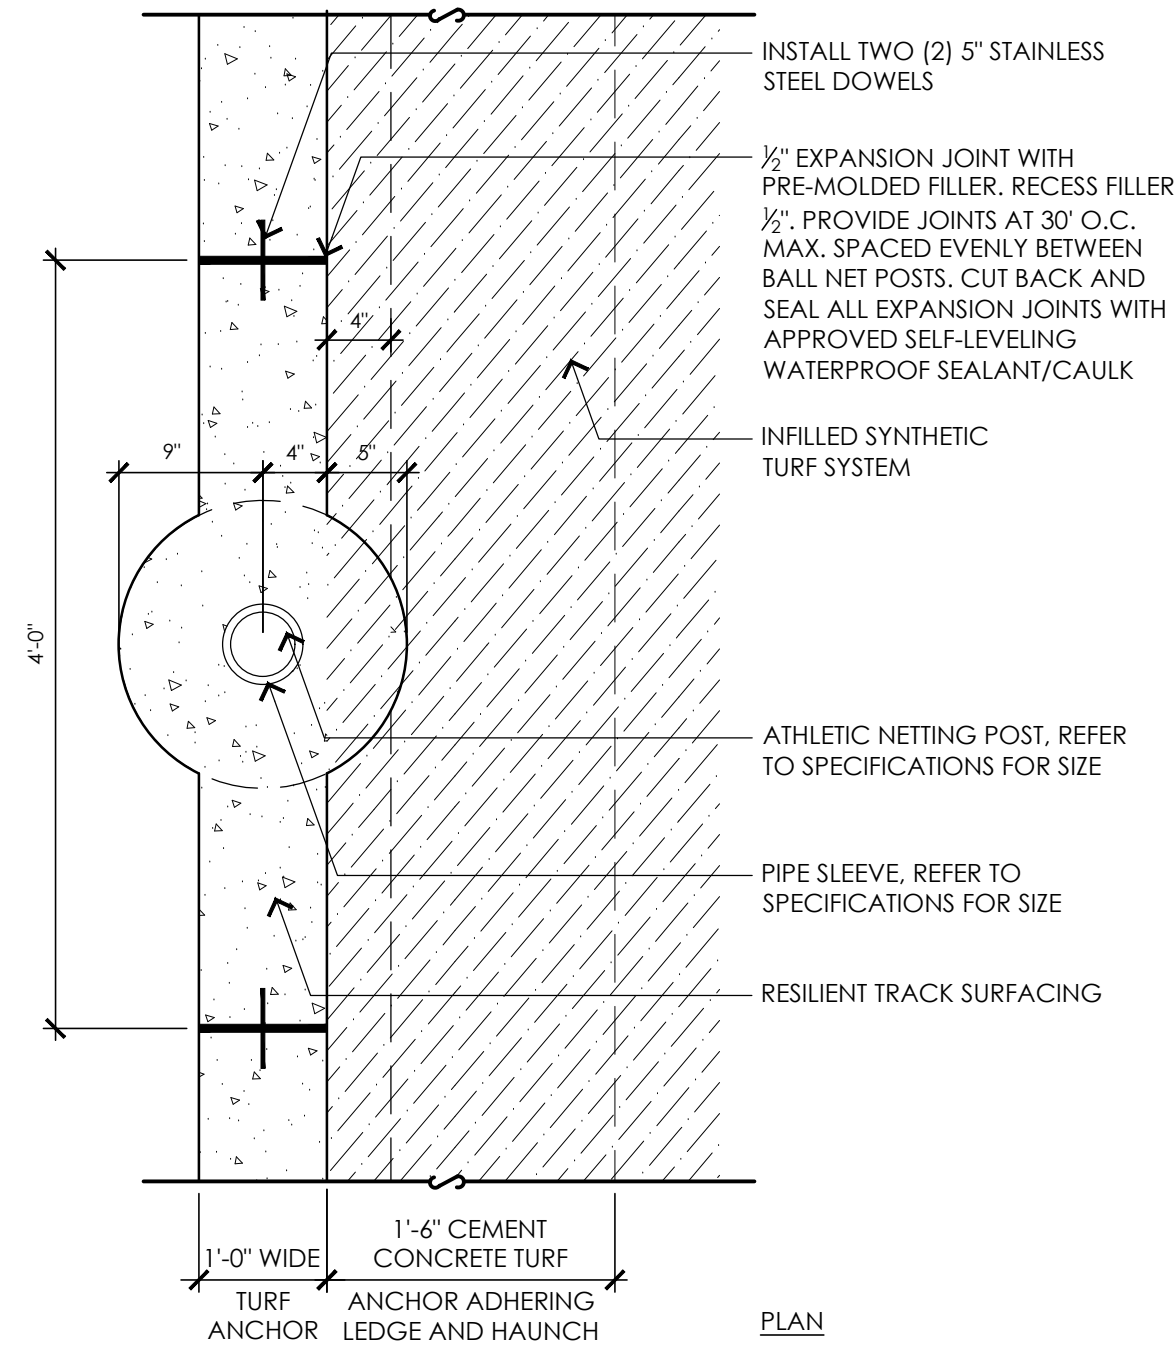 INSTALL TWO (2) 5" STAINLESS
STEEL DOWELS
½" EXPANSION JOINT WITH
PRE-MOLDED FILLER. RECESS FILLER
½". PROVIDE JOINTS AT 30' O.C.
MAX. SPACED EVENLY BETWEEN
BALL NET POSTS. CUT BACK AND
SEAL ALL EXPANSION JOINTS WITH
APPROVED SELF-LEVELING
WATERPROOF SEALANT/CAULK
4"
INFILLED SYNTHETIC
TURF SYSTEM
9"
4"
5"
4'-0"
ATHLETIC NETTING POST, REFER
TO SPECIFICATIONS FOR SIZE
PIPE SLEEVE, REFER TO
SPECIFICATIONS FOR SIZE
RESILIENT TRACK SURFACING
1'-0" WIDE
TURF
ANCHOR
1'-6" CEMENT
CONCRETE TURF
ANCHOR ADHERING
LEDGE AND HAUNCH
PLAN